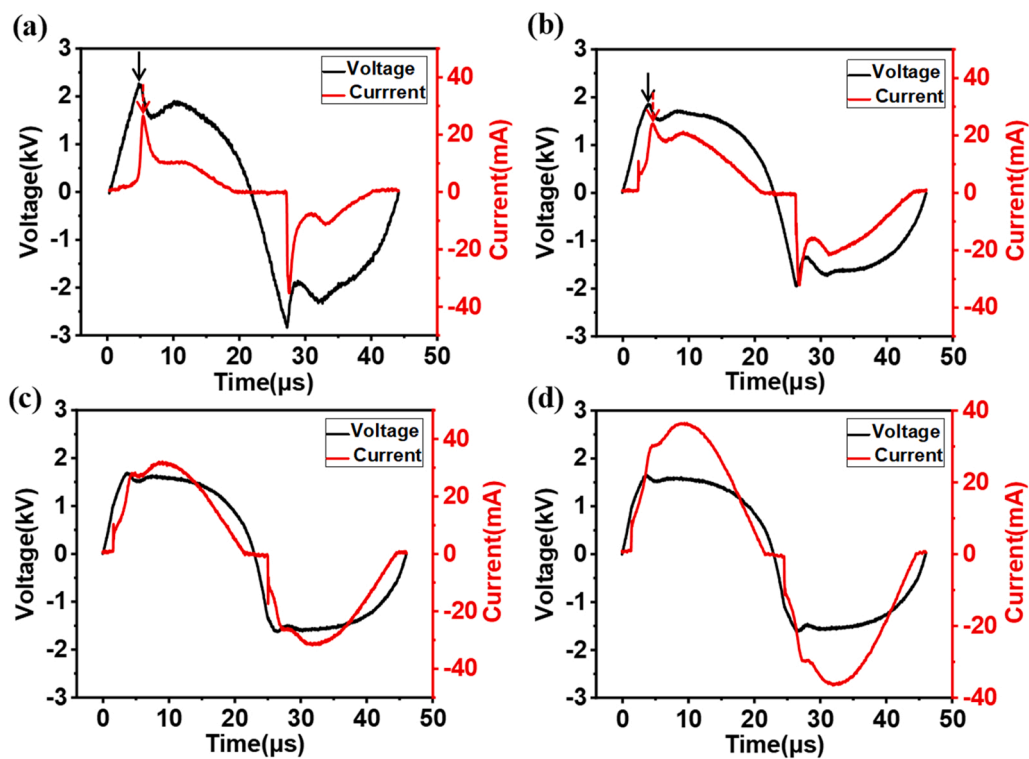 (a)
3
2
1
0
-1
-2
-3
Voltage(kV)
40
20
0
-20
-40
Current(mA)
Voltage
Currrent
0 10 20 30 40 50
Time(μs)
(b)
3
2
1
0
-1
-2
-3
Voltage(kV)
40
20
0
-20
-40
Current(mA)
Voltage
Current
0 10 20 30 40 50
Time(μs)
(c)
3
2
1
0
-1
-2
-3
Voltage(kV)
40
20
0
-20
-40
Current(mA)
Voltage
Current
0 10 20 30 40 50
Time(μs)
(d)
3
2
1
0
-1
-2
-3
Voltage(kV)
40
20
0
-20
-40
Current(mA)
Voltage
Current
0 10 20 30 40 50
Time(μs)